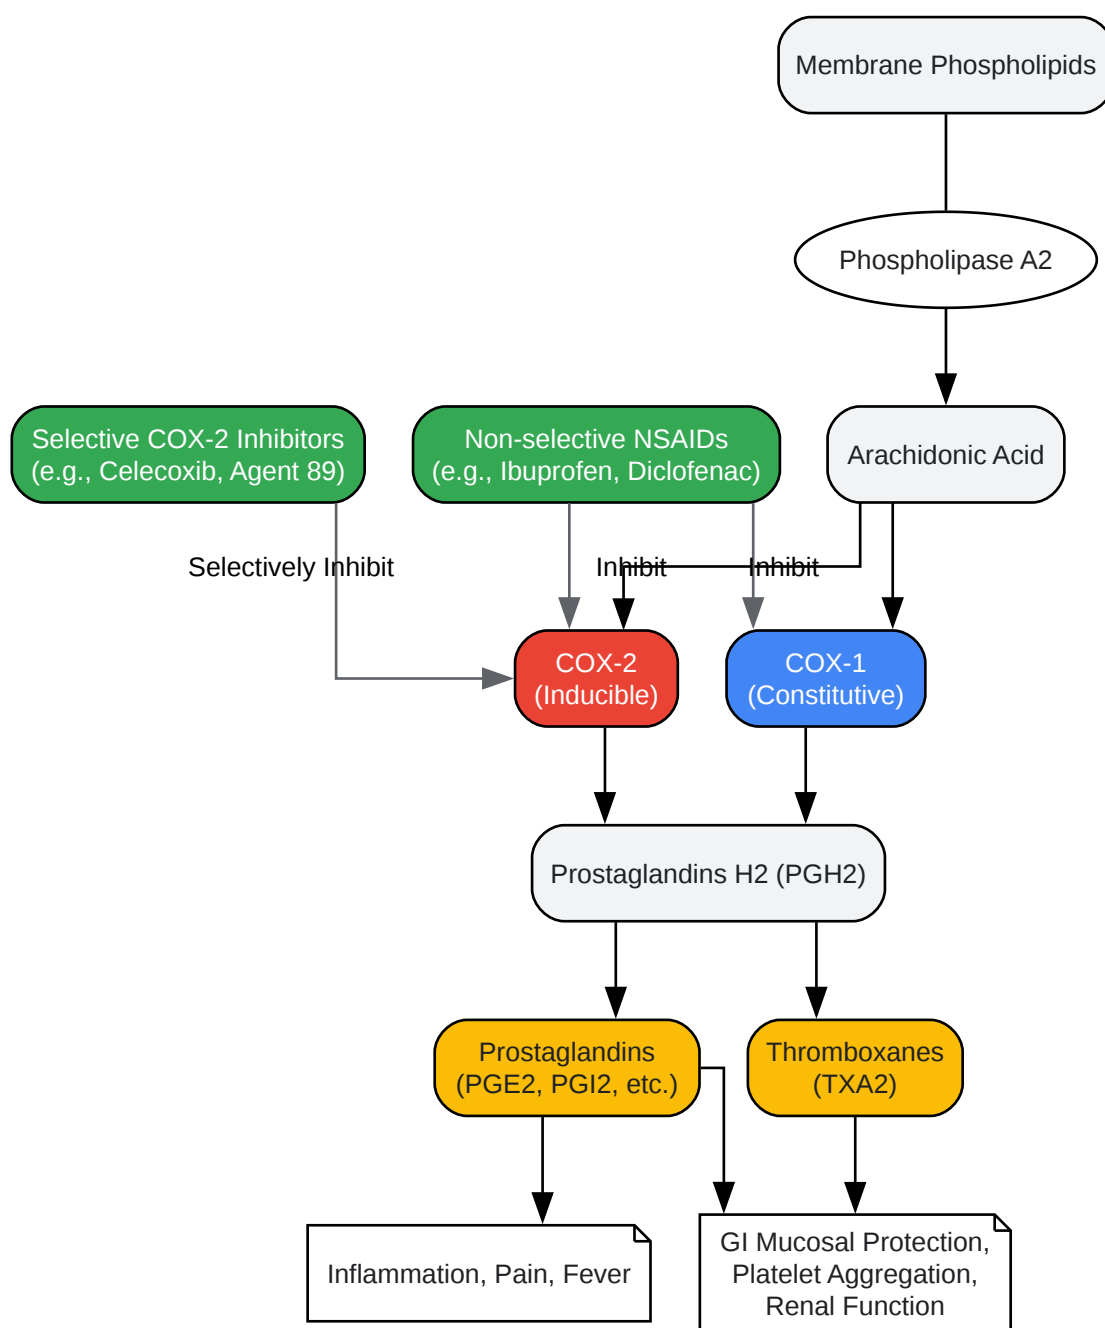 Membrane Phospholipids
Phospholipase A2
Selective COX-2 Inhibitors
(e.g., Celecoxib, Agent 89)
Non-selective NSAIDs
(e.g., Ibuprofen, Diclofenac)
Arachidonic Acid
Selectively Inhibit
Inhibit
Inhibit
COX-2
(Inducible)
COX-1
(Constitutive)
Prostaglandins H2 (PGH2)
Prostaglandins
(PGE2, PGI2, etc.)
Thromboxanes
(TXA2)
Inflammation, Pain, Fever
GI Mucosal Protection,
Platelet Aggregation,
Renal Function